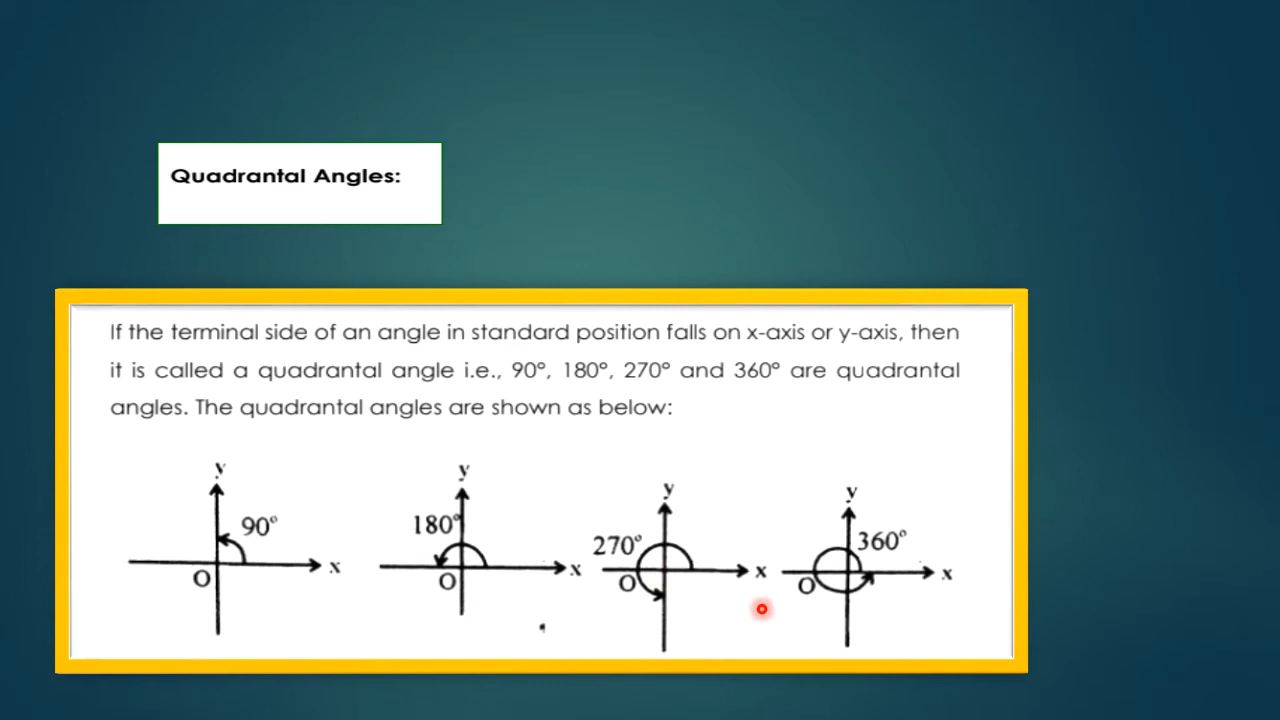 Quadrantal Angles:
If the terminal side of an angle in standard position falls on x-axis or y-axis, then
it is called a quadrantal angle i.e., 90°, 180°, 270° and 360° are quadrantal
angles. The quadrantal angles are shown as below:
y
90°
x
O
y
180°
x
O
y
270°
x
O
y
360°
x
O